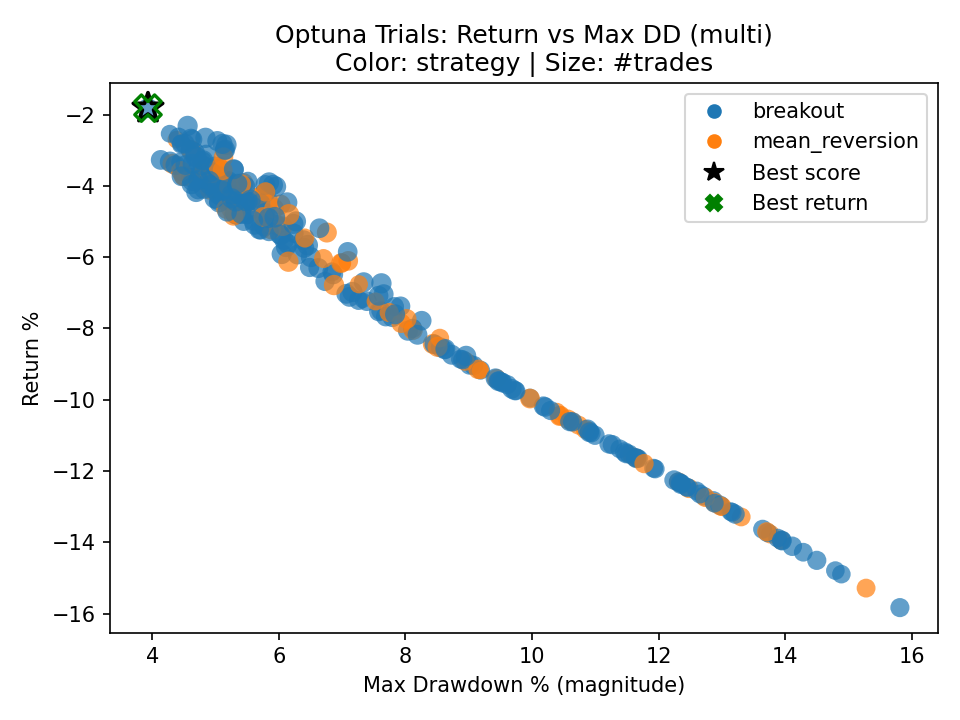 Optuna Trials: Return vs Max DD (multi)
Color: strategy | Size: #trades
breakout
mean_reversion
Best score
Best return
Return %
−2
−4
−6
−8
−10
−12
−14
−16
4
6
8
10
12
14
16
Max Drawdown % (magnitude)